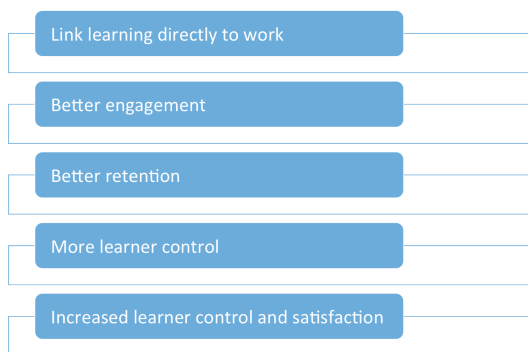 Link learning directly to work
Better engagement
Better retention
More learner control
Increased learner control and satisfaction